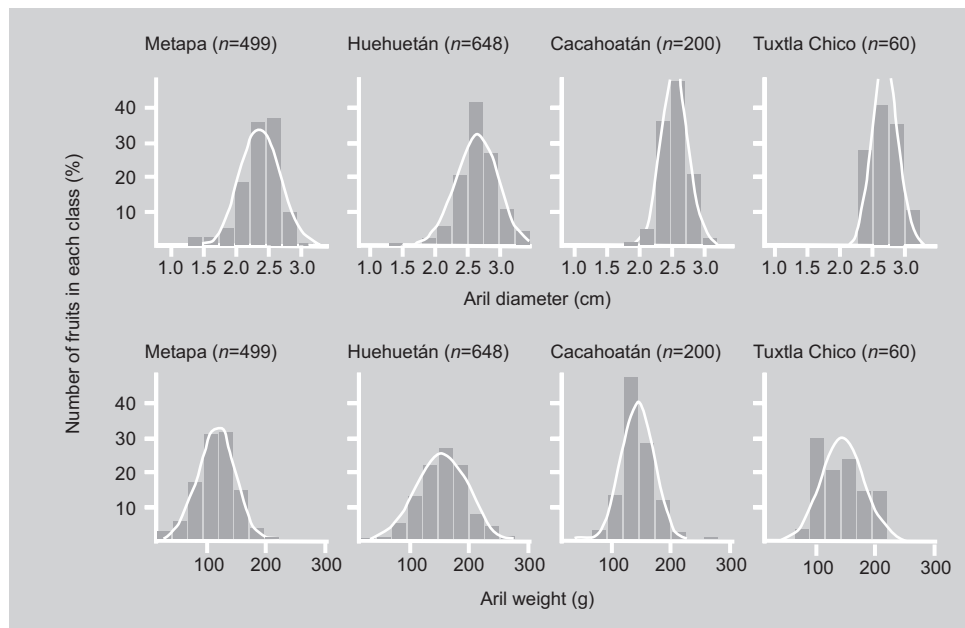 Metapa (n=499) Huehuetán (n=648) Cacahoatán (n=200) Tuxtla Chico (n=60)
40
30
20
10
1.0 1.5 2.0 2.5 3.0 1.0 1.5 2.0 2.5 3.0 1.0 1.5 2.0 2.5 3.0 1.0 1.5 2.0 2.5 3.0
Aril diameter (cm)
Number of fruits in each class (%)
Metapa (n=499) Huehuetán (n=648) Cacahoatán (n=200) Tuxtla Chico (n=60)
40
30
20
10
100 200 300 100 200 300 100 200 300 100 200 300
Aril weight (g)